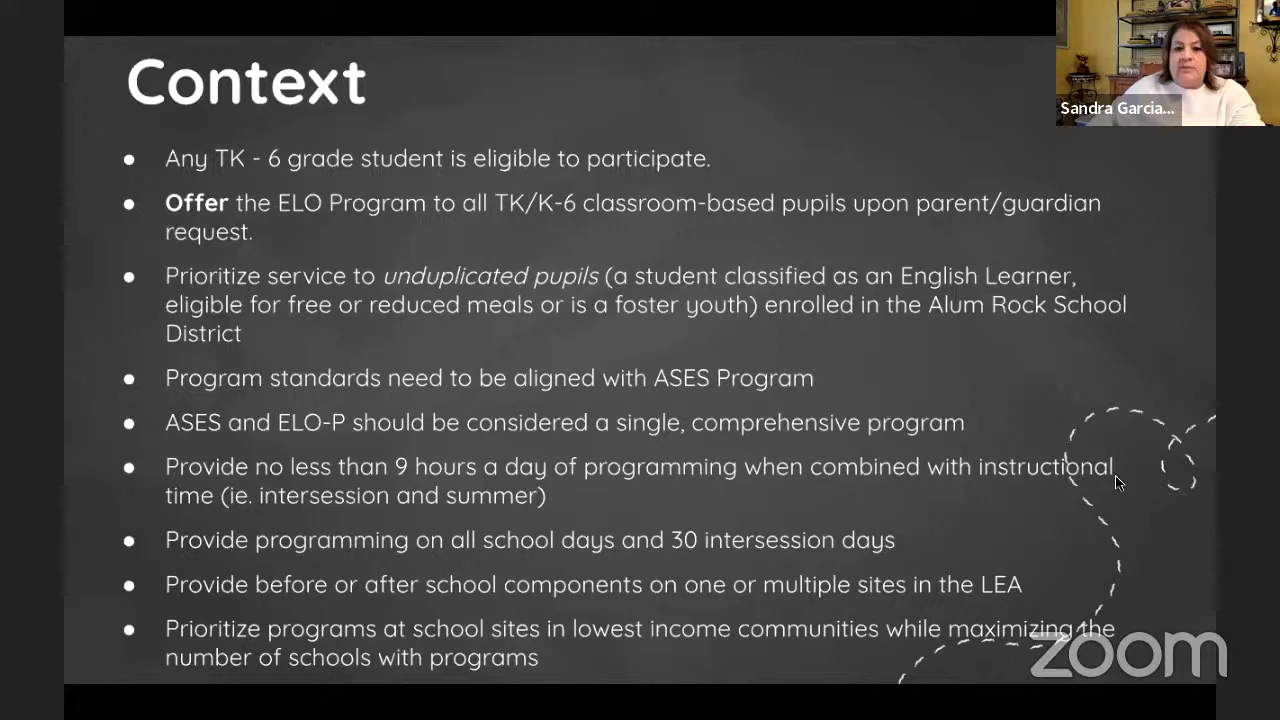 Context
Sandra Garcia...
● Any TK - 6 grade student is eligible to participate.
● Offer the ELO Program to all TK/K-6 classroom-based pupils upon parent/guardian
request.
● Prioritize service to unduplicated pupils (a student classified as an English Learner,
eligible for free or reduced meals or is a foster youth) enrolled in the Alum Rock School
District
● Program standards need to be aligned with ASES Program
● ASES and ELO-P should be considered a single, comprehensive program
● Provide no less than 9 hours a day of programming when combined with instructional
time (ie. intersession and summer)
● Provide programming on all school days and 30 intersession days
● Provide before or after school components on one or multiple sites in the LEA
● Prioritize programs at school sites in lowest income communities while maximizing the
number of schools with programs
zoom